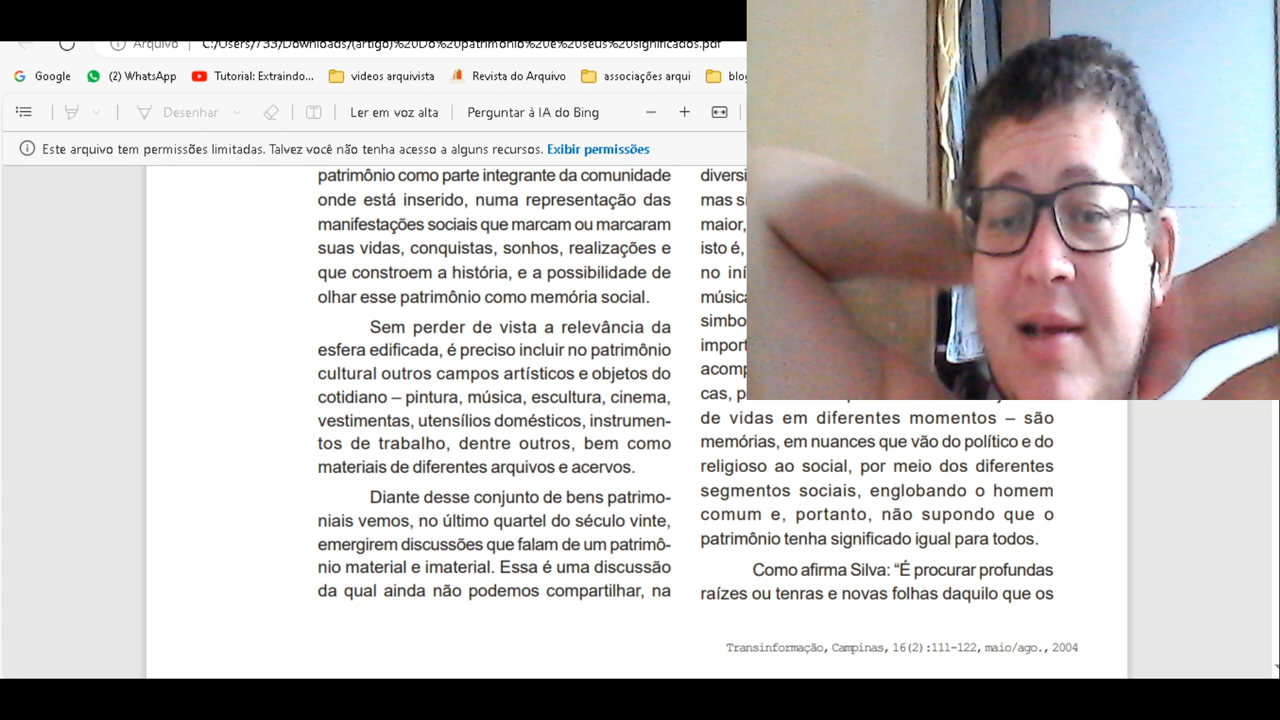 Arquivo
C:/Users/733/Downloads/(artigo)%20Do%20patrimonio%20e%20seus%20significados.pdf
Google
(2) WhatsApp
Tutorial: Extraindo...
videos arquivista
Revista do Arquivo
associações arqui
blog
Desenhar
Ler em voz alta
Perguntar à IA do Bing
Este arquivo tem permissões limitadas. Talvez você não tenha acesso a alguns recursos. Exibir permissões
patrimônio como parte integrante da comunidade
onde está inserido, numa representação das
manifestações sociais que marcam ou marcaram
suas vidas, conquistas, sonhos, realizações e
que constroem a história, e a possibilidade de
olhar esse patrimônio como memória social.
Sem perder de vista a relevância da
esfera edificada, é preciso incluir no patrimônio
cultural outros campos artísticos e objetos do
cotidiano – pintura, música, escultura, cinema,
vestimentas, utensílios domésticos, instrumen-
tos de trabalho, dentre outros, bem como
materiais de diferentes arquivos e acervos.
Diante desse conjunto de bens patrimo-
niais vemos, no último quartel do século vinte,
emergirem discussões que falam de um patrimô-
nio material e imaterial. Essa é uma discussão
da qual ainda não podemos compartilhar, na
diversi
mas si
maior,
isto é,
no iní
música
simbo
import
acomp
cas, p
de vidas em diferentes momentos – são
memórias, em nuances que vão do político e do
religioso ao social, por meio dos diferentes
segmentos sociais, englobando o homem
comum e, portanto, não supondo que o
patrimônio tenha significado igual para todos.
Como afirma Silva: “É procurar profundas
raízes ou tenras e novas folhas daquilo que os
Transinformação, Campinas, 16(2):111-122, maio/ago., 2004